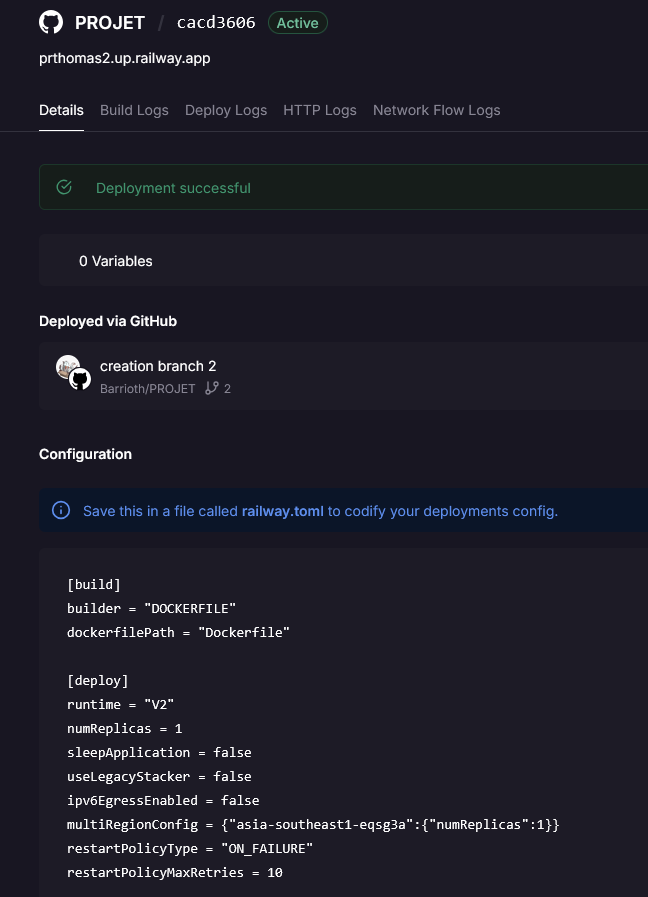 PROJET / cacd3606 Active
prthomas2.up.railway.app
Details Build Logs Deploy Logs HTTP Logs Network Flow Logs
Deployment successful
0 Variables
Deployed via GitHub
creation branch 2
Barrioth/PROJET 2
Configuration
Save this in a file called railway.toml to codify your deployments config.
[build]
builder = "DOCKERFILE"
dockerfilePath = "Dockerfile"
[deploy]
runtime = "V2"
numReplicas = 1
sleepApplication = false
useLegacyStacker = false
ipv6EgressEnabled = false
multiRegionConfig = {"asia-southeast1-eqsg3a":{"numReplicas":1}}
restartPolicyType = "ON_FAILURE"
restartPolicyMaxRetries = 10